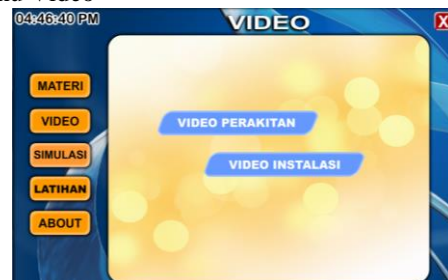 04:46:40 PM
VIDEO
X
MATERI
VIDEO
SIMULASI
LATIHAN
ABOUT
VIDEO PERAKITAN
VIDEO INSTALASI